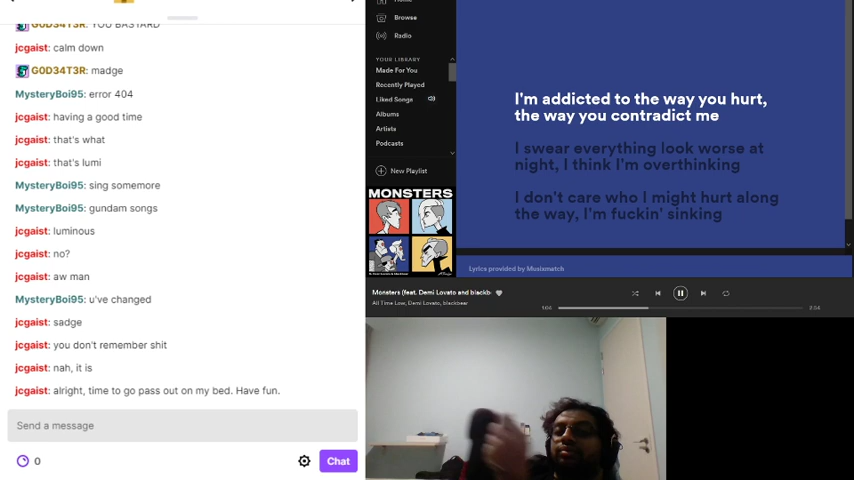 G0D34T3R: YOU BASTARD
jcgaist: calm down
G0D34T3R: madge
MysteryBoi95: error 404
jcgaist: having a good time
jcgaist: that's what
jcgaist: that's lumi
MysteryBoi95: sing somemore
MysteryBoi95: gundam songs
jcgaist: luminous
jcgaist: no?
jcgaist: aw man
MysteryBoi95: u've changed
jcgaist: sadge
jcgaist: you don't remember shit
jcgaist: nah, it is
jcgaist: alright, time to go pass out on my bed. Have fun.
Send a message
0
Chat
Browse
Radio
YOUR LIBRARY
Made For You
Recently Played
Liked Songs
Albums
Artists
Podcasts
New Playlist
MONSTERS
I'm addicted to the way you hurt,
the way you contradict me
I swear everything look worse at
night, I think I'm overthinking
I don't care who I might hurt along
the way, I'm fuckin' sinking
Lyrics provided by Musixmatch
Monsters (feat. Demi Lovato and blackb
All Time Low, Demi Lovato, blackbear
1:06
2:54